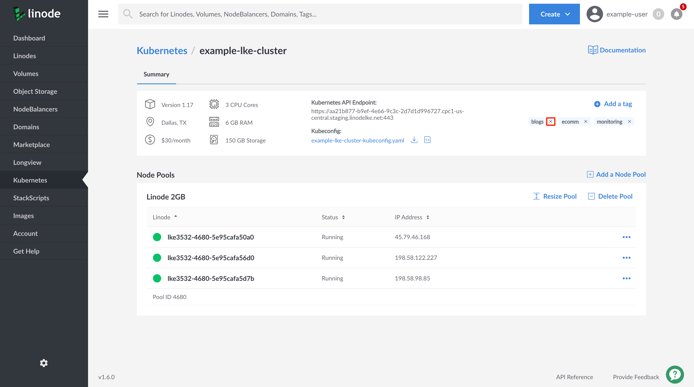 linode
Search for Linodes, Volumes, NodeBalancers, Domains, Tags...
Create
example-user
0
9
Dashboard
Linodes
Volumes
Object Storage
NodeBalancers
Domains
Marketplace
Longview
Kubernetes
StackScripts
Images
Account
Get Help
Kubernetes / example-lke-cluster
Documentation
Summary
Version 1.17
3 CPU Cores
Dallas, TX
6 GB RAM
$30/month
150 GB Storage
Kubernetes API Endpoint:
https://aa21b877-b9ef-4e66-9c3c-2d7d1d996727.cpc1-us-
central.staging.linodelke.net:443
Kubeconfig:
example-lke-cluster-kubeconfig.yaml
Add a tag
blogs × ecomm × monitoring ×
Node Pools
Add a Node Pool
Linode 2GB
Resize Pool
Delete Pool
Linode Status IP Address
lke3532-4680-5e95cafa50a0 Running 45.79.46.168
lke3532-4680-5e95cafa56d0 Running 198.58.122.227
lke3532-4680-5e95cafa5d7b Running 198.58.98.85
Pool ID 4680
v1.6.0
API Reference
Provide Feedback
?